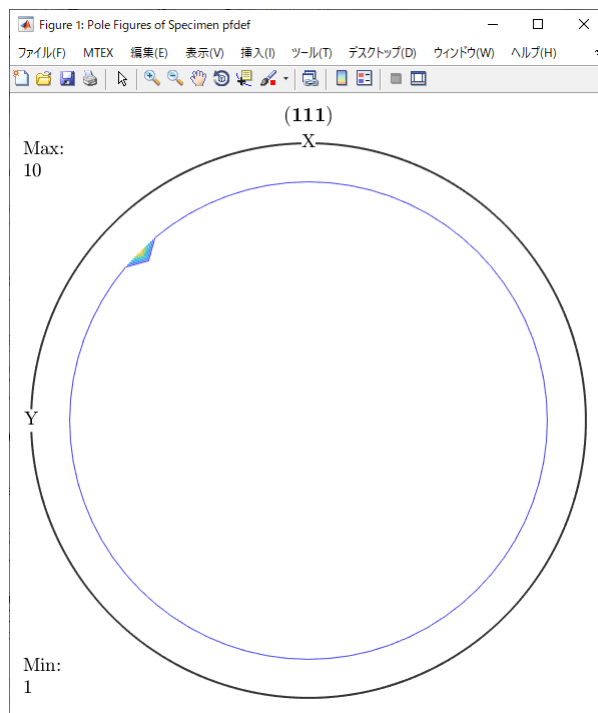 Figure 1: Pole Figures of Specimen pfdef
ファイル(F) MTEX 編集(E) 表示(V) 挿入(I) ツール(T) デスクトップ(D) ウィンドウ(W) ヘルプ(H)
(111)
X
Max:
10
Y
Min:
1